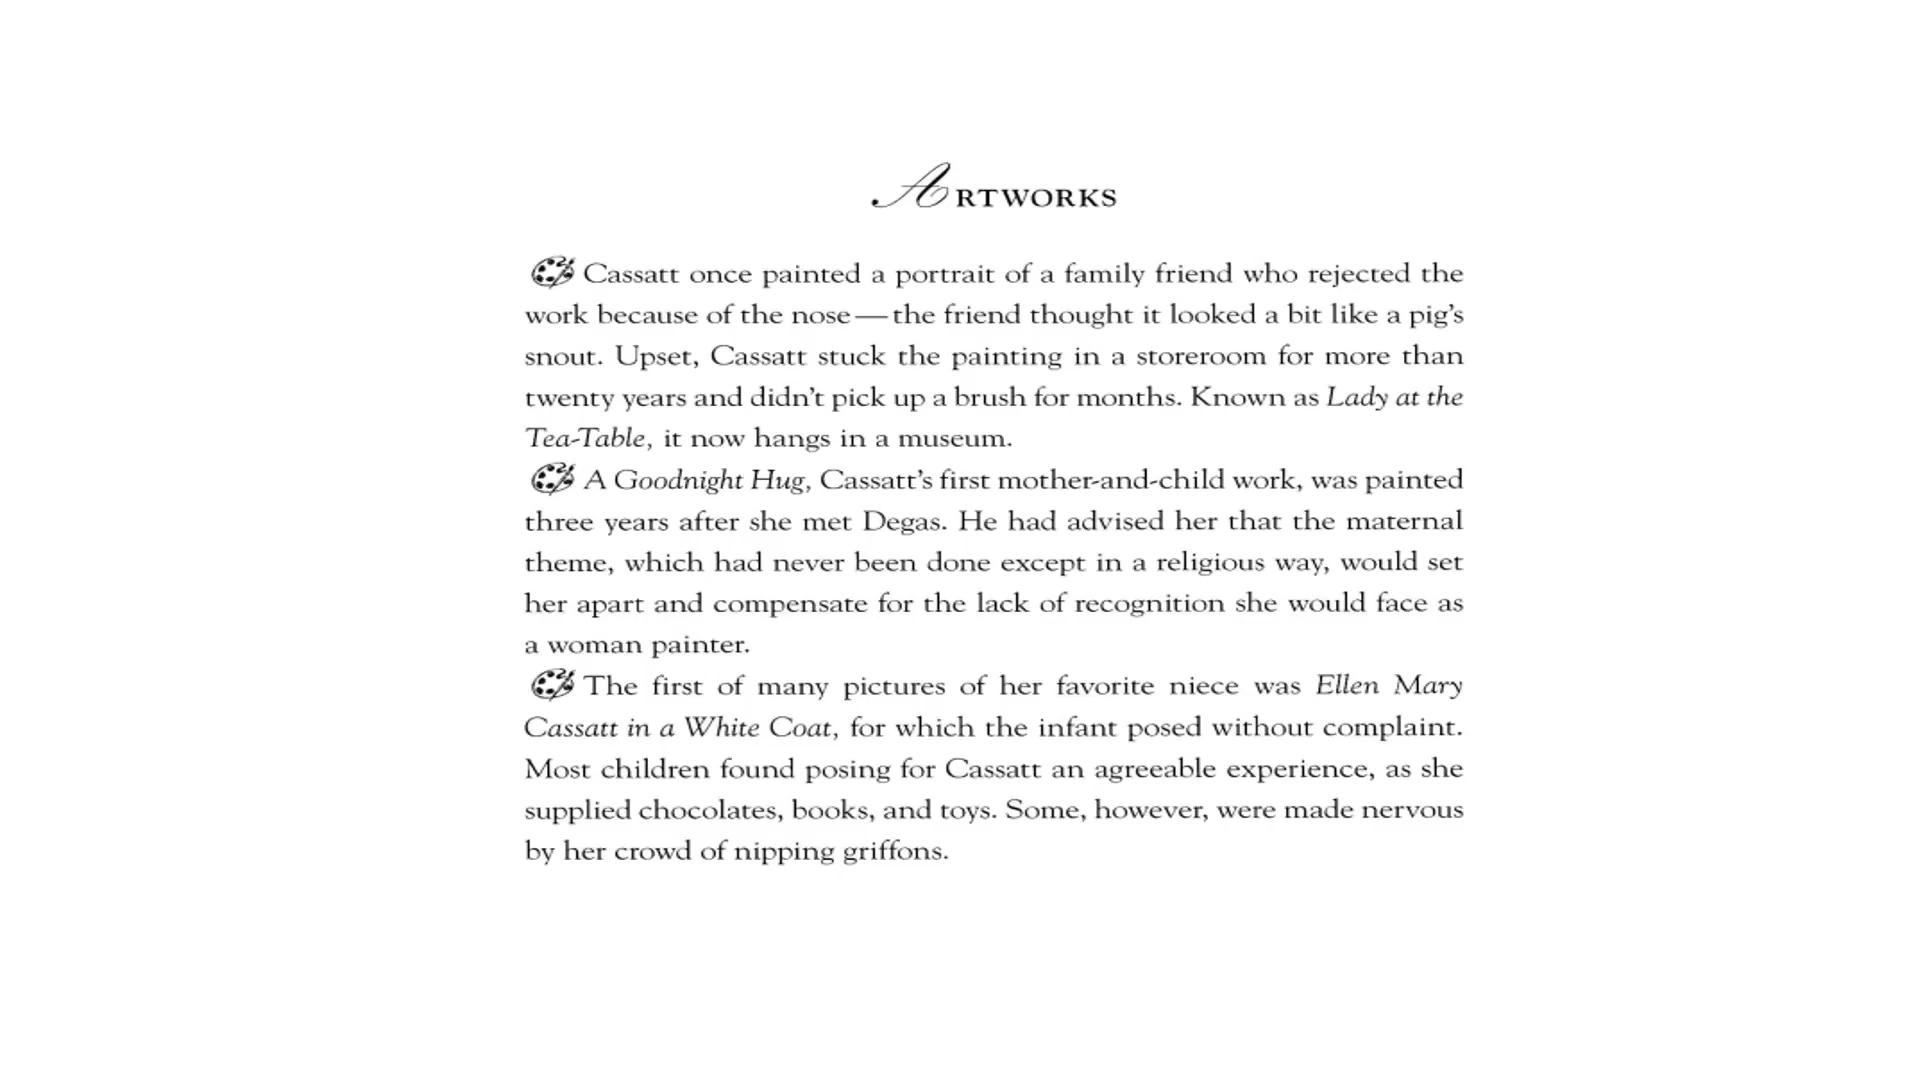 ARTWORKS
Cassatt once painted a portrait of a family friend who rejected the
work because of the nose—the friend thought it looked a bit like a pig's
snout. Upset, Cassatt stuck the painting in a storeroom for more than
twenty years and didn't pick up a brush for months. Known as Lady at the
Tea-Table, it now hangs in a museum.
A Goodnight Hug, Cassatt's first mother-and-child work, was painted
three years after she met Degas. He had advised her that the maternal
theme, which had never been done except in a religious way, would set
her apart and compensate for the lack of recognition she would face as
a woman painter.
The first of many pictures of her favorite niece was Ellen Mary
Cassatt in a White Coat, for which the infant posed without complaint.
Most children found posing for Cassatt an agreeable experience, as she
supplied chocolates, books, and toys. Some, however, were made nervous
by her crowd of nipping griffons.